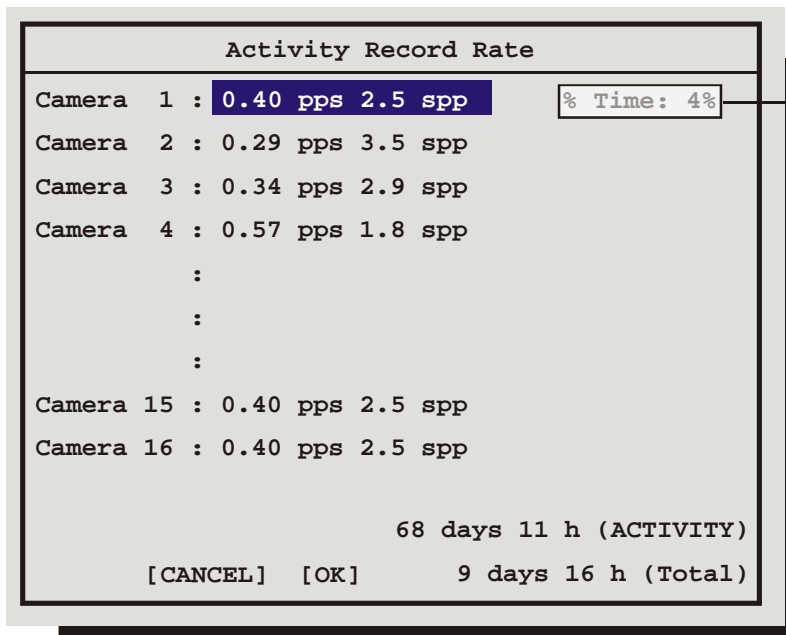 Activity Record Rate
Camera 1 : 0.40 pps 2.5 spp % Time: 4%
Camera 2 : 0.29 pps 3.5 spp
Camera 3 : 0.34 pps 2.9 spp
Camera 4 : 0.57 pps 1.8 spp
:
:
:
Camera 15 : 0.40 pps 2.5 spp
Camera 16 : 0.40 pps 2.5 spp
68 days 11 h (ACTIVITY)
[CANCEL] [OK] 9 days 16 h (Total)